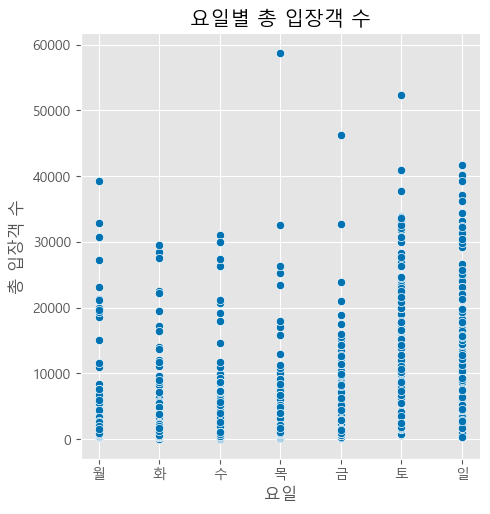 요일별 총 입장객 수
60000
50000
40000
30000
20000
10000
0
총 입장객 수
월 화 수 목 금 토 일
요일